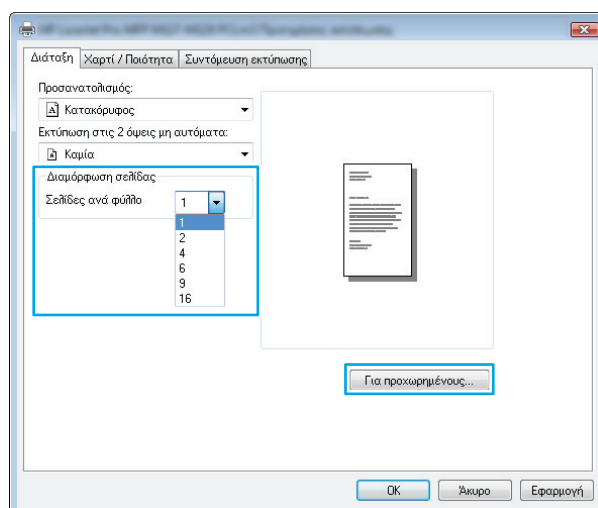 Διάταξη Χαρτί / Ποιότητα Συντόμευση εκτύπωσης
Προσανατολισμός:
Κατακόρυφος
Εκτύπωση στις 2 όψεις μη αυτόματα:
Καμία
Διαμόρφωση σελίδας
Σελίδες ανά φύλλο 1
1
2
4
6
9
16
Για προχωρημένους...
OK Άκυρο Εφαρμογή